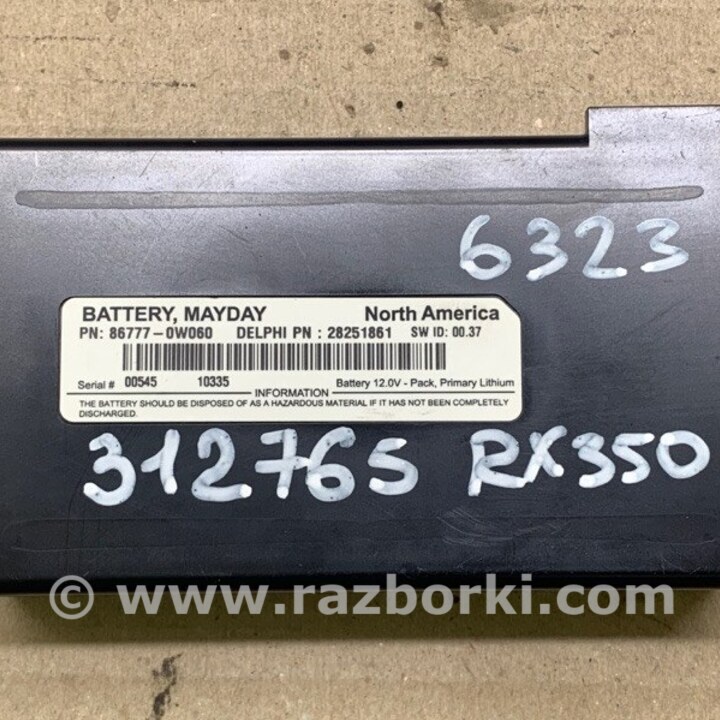 6323
BATTERY, MAYDAY North America
PN: 86777-0W060 DELPHI PN : 28251861 SW ID: 00.37
Serial # 00545 10335 Battery 12.0V - Pack, Primary Lithium
INFORMATION
THE BATTERY SHOULD BE DISPOSED OF AS A HAZARDOUS MATERIAL IF IT HAS NOT BEEN COMPLETELY
DISCHARGED.
312765 RX350
© www.razborki.com